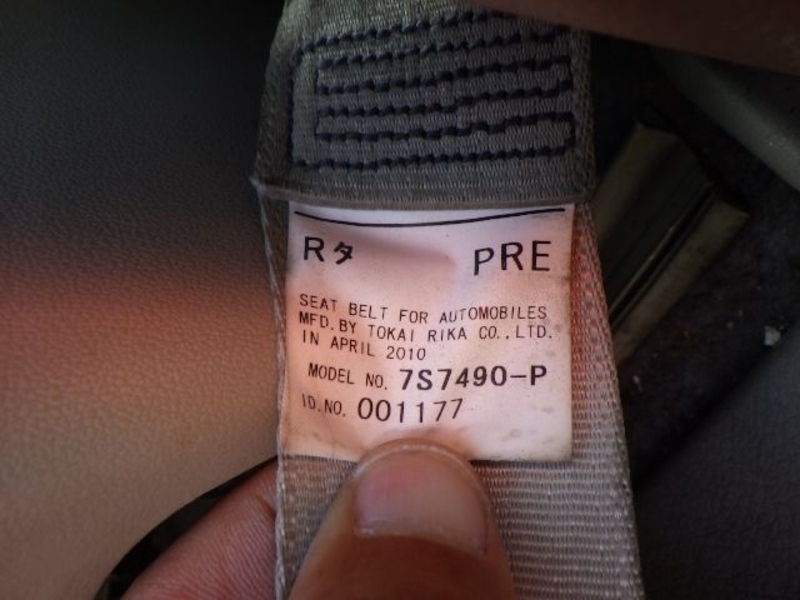 Rタ PRE
SEAT BELT FOR AUTOMOBILES
MFD. BY TOKAI RIKA CO., LTD.
IN APRIL 2010
MODEL NO. 7S7490-P
ID. NO. 001177